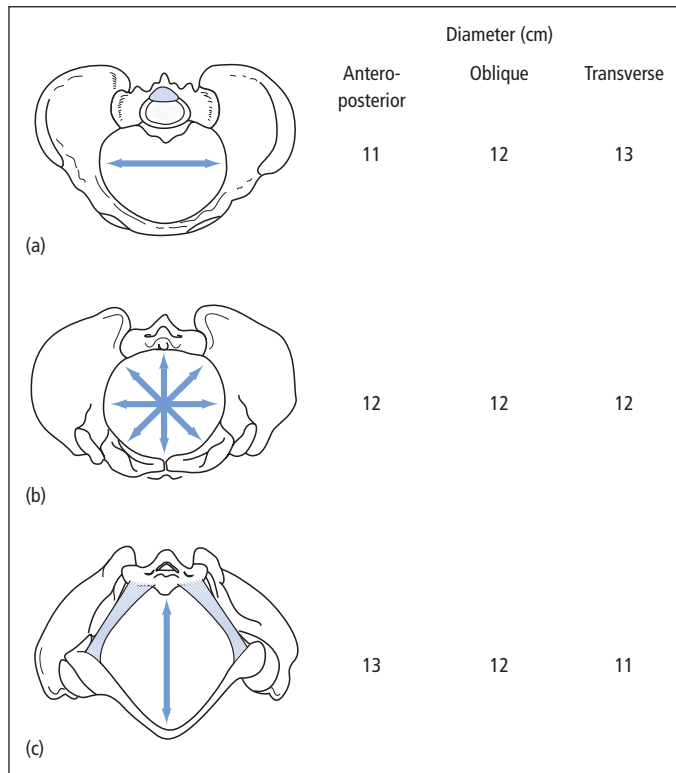 Diameter (cm)
Antero-
posterior
Oblique
Transverse
11 12 13
(a)
12 12 12
(b)
13 12 11
(c)